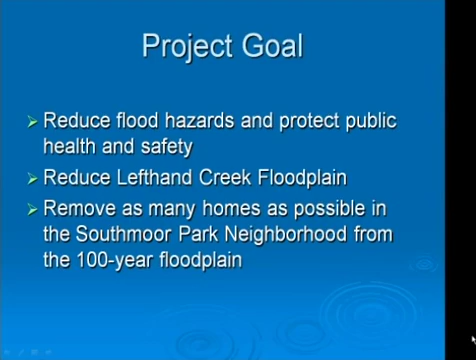 Project Goal
Reduce flood hazards and protect public
health and safety
Reduce Lefthand Creek Floodplain
Remove as many homes as possible in
the Southmoor Park Neighborhood from
the 100-year floodplain